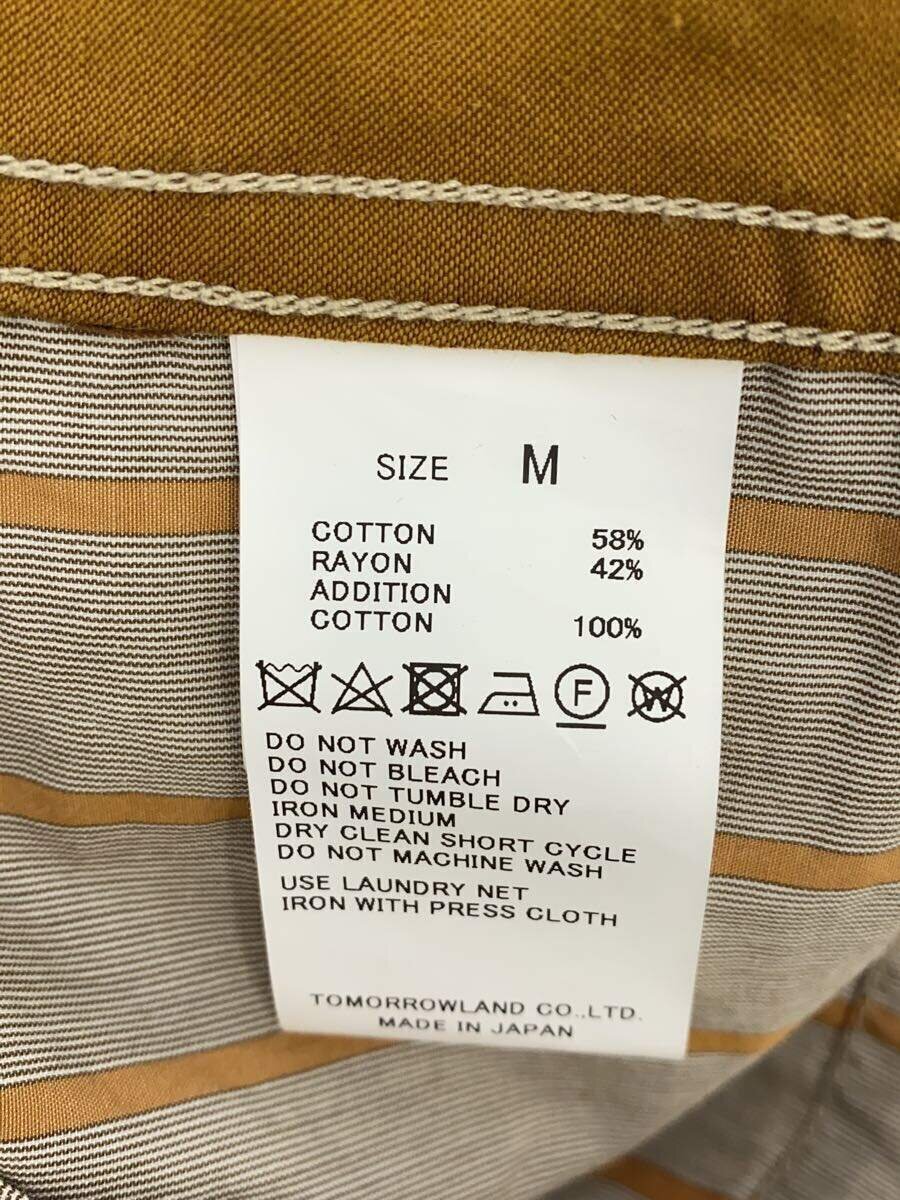 SIZE M
COTTON 58%
RAYON 42%
ADDITION
COTTON 100%
F W
DO NOT WASH
DO NOT BLEACH
DO NOT TUMBLE DRY
IRON MEDIUM
DRY CLEAN SHORT CYCLE
DO NOT MACHINE WASH
USE LAUNDRY NET
IRON WITH PRESS CLOTH
TOMORROWLAND CO.,LTD.
MADE IN JAPAN